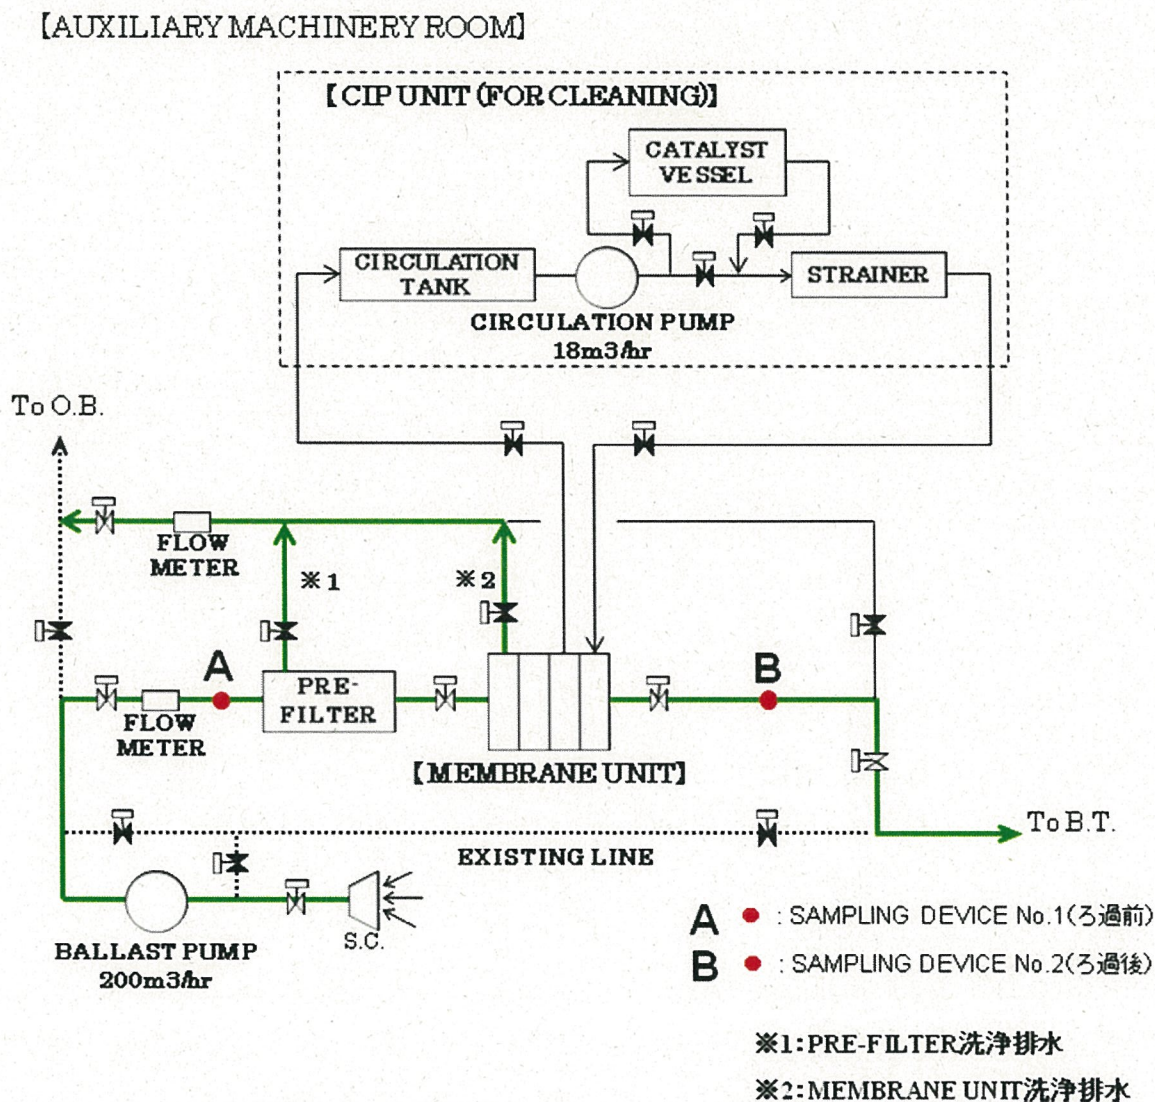 【AUXILIARY MACHINERY ROOM】
【CIP UNIT (FOR CLEANING)】
CATALYST
VESSEL
CIRCULATION
TANK
STRAINER
CIRCULATION PUMP
18m3/hr
To O.B.
FLOW
METER
※1
※2
A
B
PRE-
FILTER
FLOW
METER
【MEMBRANE UNIT】
To B.T.
EXISTING LINE
S.C.
BALLAST PUMP
200m3/hr
A ● : SAMPLING DEVICE No.1(ろ過前)
B ● : SAMPLING DEVICE No.2(ろ過後)
※1:PRE-FILTER洗浄排水
※2:MEMBRANE UNIT洗浄排水